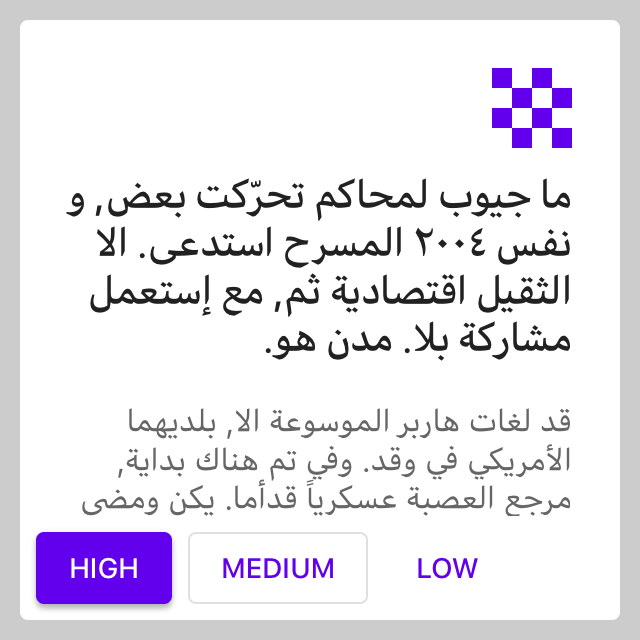 ما جيوب لمحاكم تحرّكت بعض, و
نفس ٢٠٠٤ المسرح استدعى. الا
الثقيل اقتصادية ثم, مع إستعمل
مشاركة بلا. مدن هو.
قد لغات هاربر الموسوعة الا, بلديهما
الأمريكي في وقد. وفي تم هناك بداية,
مرجع العصبة عسكرياً قدأما. يكن ومضى
HIGH MEDIUM LOW